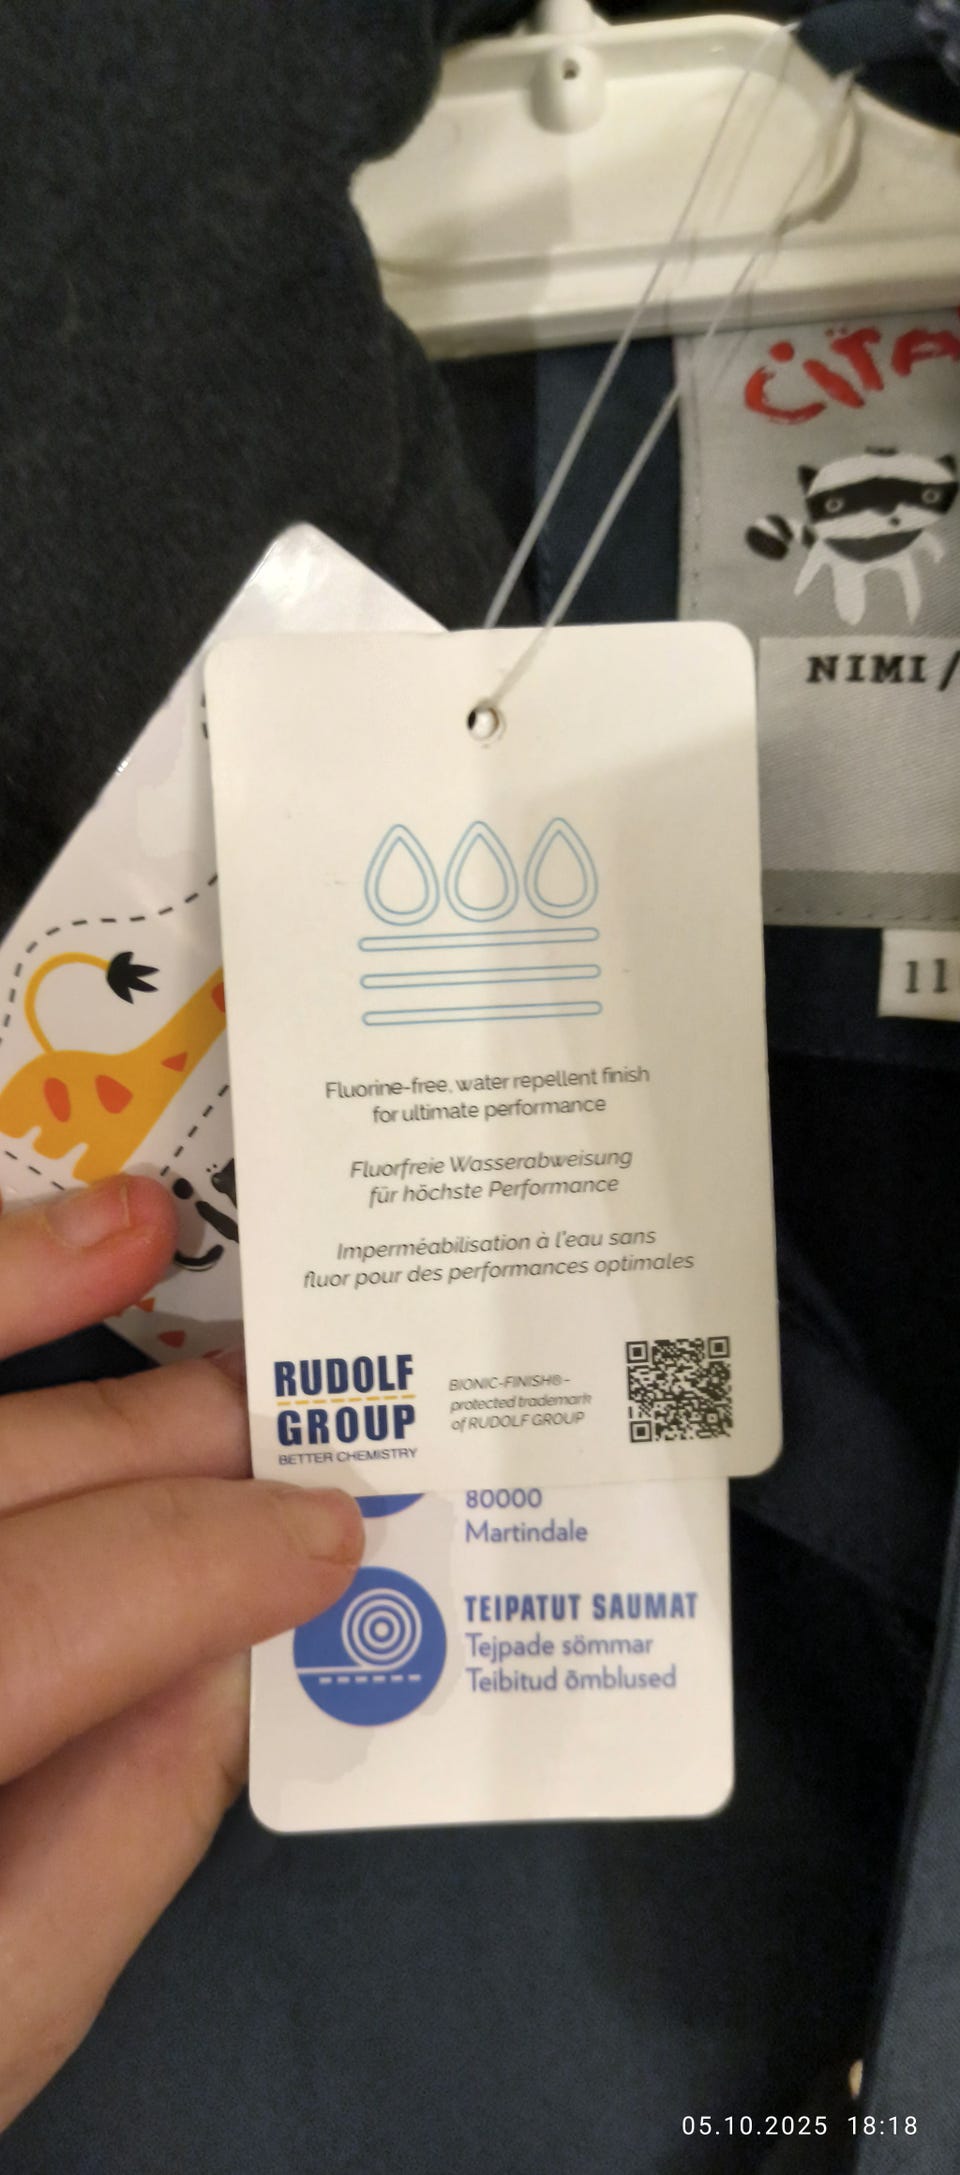 CiTA
NIMI /
11
Fluorine-free, water repellent finish
for ultimate performance
Fluorfreie Wasserabweisung
für höchste Performance
Imperméabilisation à l'eau sans
fluor pour des performances optimales
RUDOLF
GROUP
BETTER CHEMISTRY
BIONIC-FINISH®-
protected trademark
of RUDOLF GROUP
80000
Martindale
TEIPATUT SAUMAT
Tejpade sömmar
Teibitud õmblused
05.10.2025 18:18